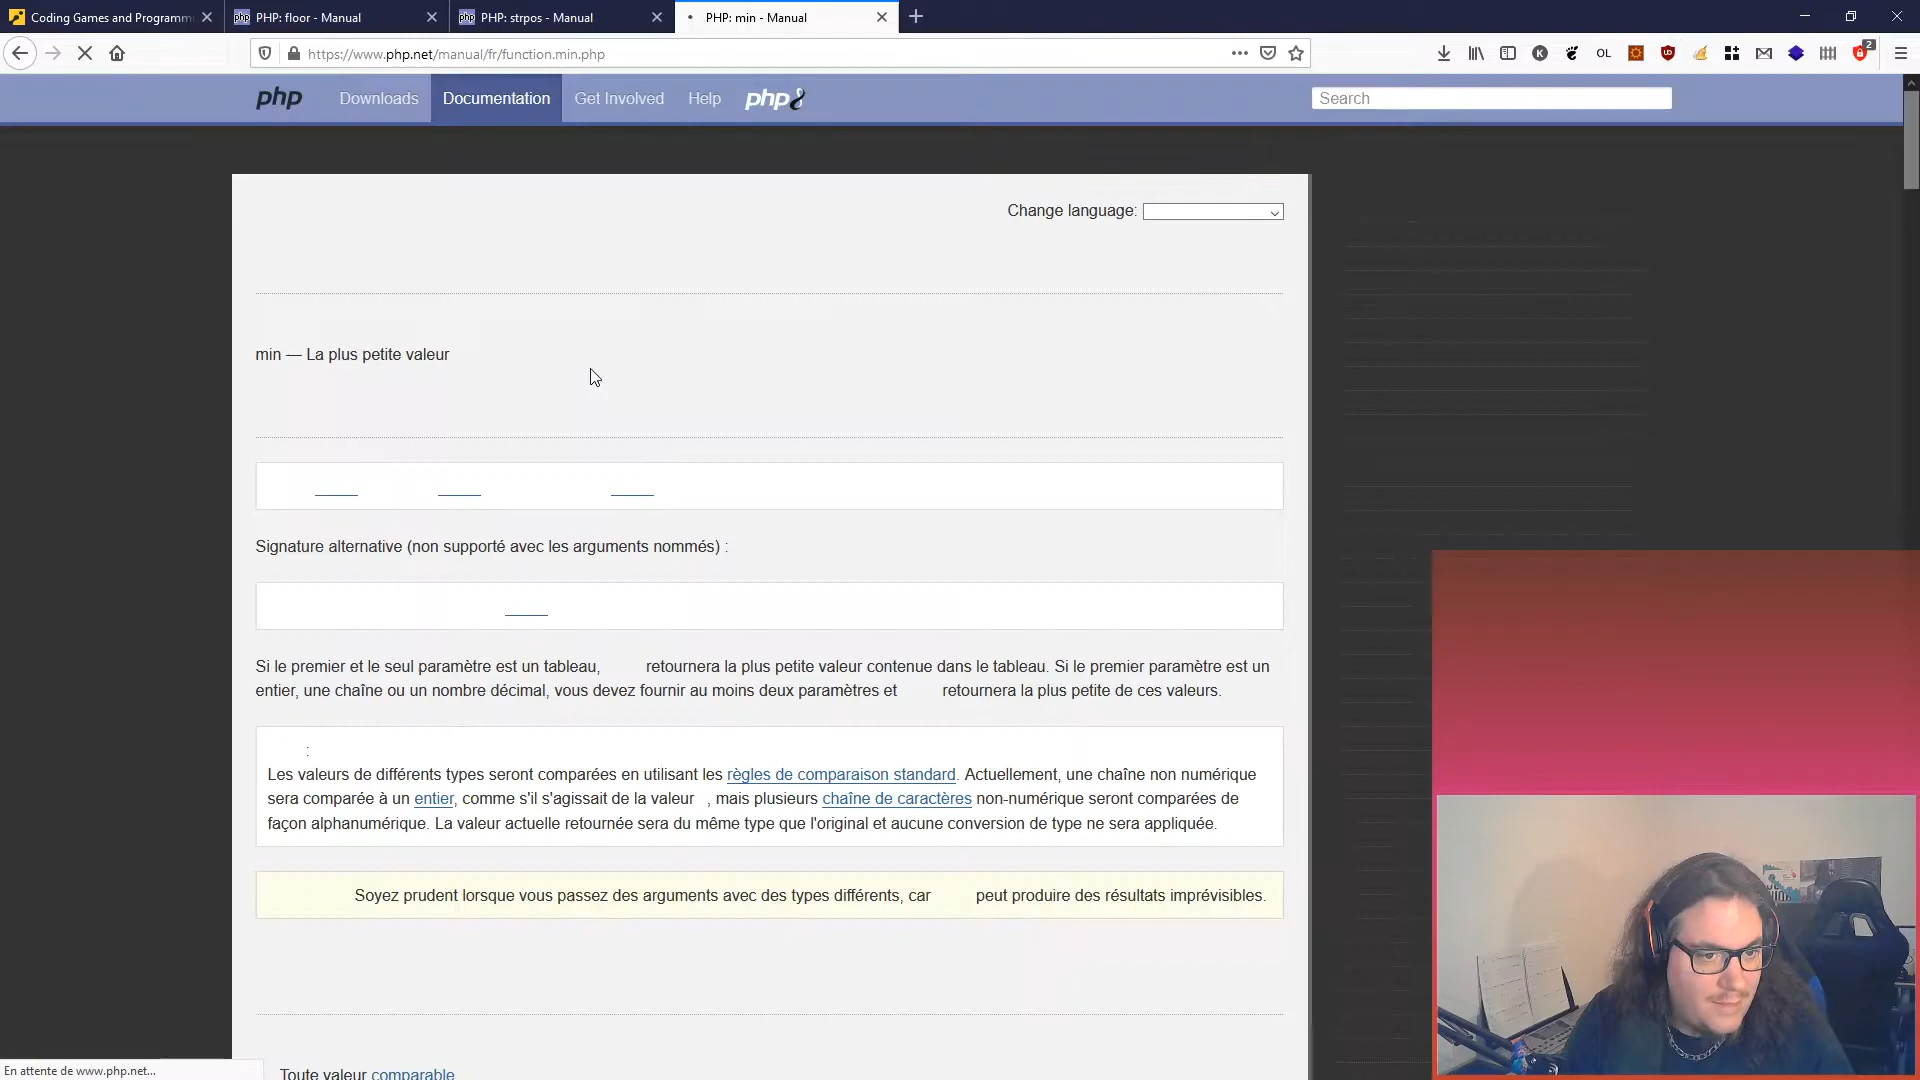 Coding Games and Programm
PHP: floor - Manual
PHP: strpos - Manual
PHP: min - Manual
https://www.php.net/manual/fr/function.min.php
OL
2
php
Downloads
Documentation
Get Involved
Help
php8
Search
Change language:
min — La plus petite valeur
Signature alternative (non supporté avec les arguments nommés) :
Si le premier et le seul paramètre est un tableau, retournera la plus petite valeur contenue dans le tableau. Si le premier paramètre est un
entier, une chaîne ou un nombre décimal, vous devez fournir au moins deux paramètres et retournera la plus petite de ces valeurs.
:
Les valeurs de différents types seront comparées en utilisant les règles de comparaison standard. Actuellement, une chaîne non numérique
sera comparée à un entier, comme s'il s'agissait de la valeur , mais plusieurs chaîne de caractères non-numérique seront comparées de
façon alphanumérique. La valeur actuelle retournée sera du même type que l'original et aucune conversion de type ne sera appliquée.
Soyez prudent lorsque vous passez des arguments avec des types différents, car peut produire des résultats imprévisibles.
Toute valeur comparable
En attente de www.php.net...